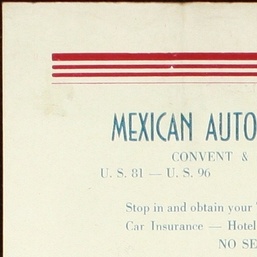 MEXICAN AUTO
CONVENT &
U. S. 81 — U. S. 96
Stop in and obtain your
Car Insurance — Hotel
NO SE